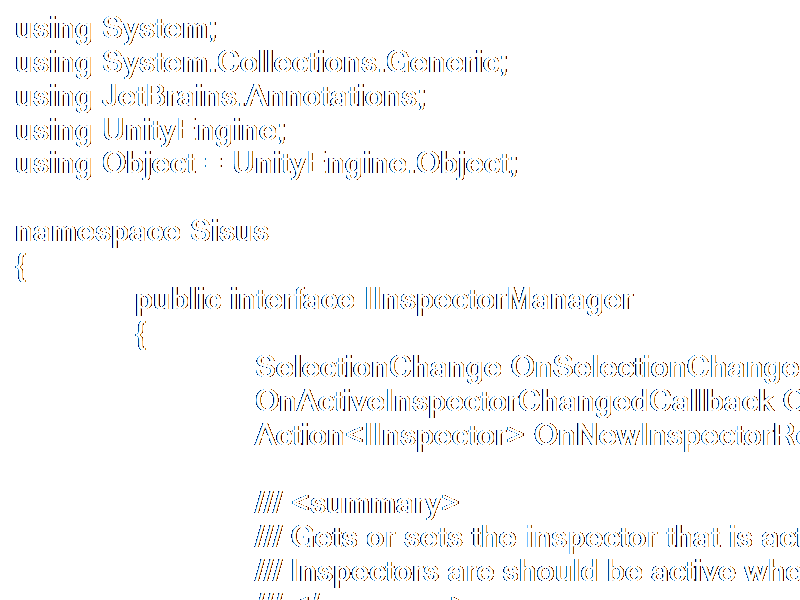 using System;
using System.Collections.Generic;
using JetBrains.Annotations;
using UnityEngine;
using Object = UnityEngine.Object;
namespace Sisus
{
public interface IInspectorManager
{
SelectionChange OnSelectionChange
OnActiveInspectorChangedCallback
Action<IInspector> OnNewInspectorR
/// <summary>
/// Gets or sets the inspector that is act
/// Inspectors are should be active whe